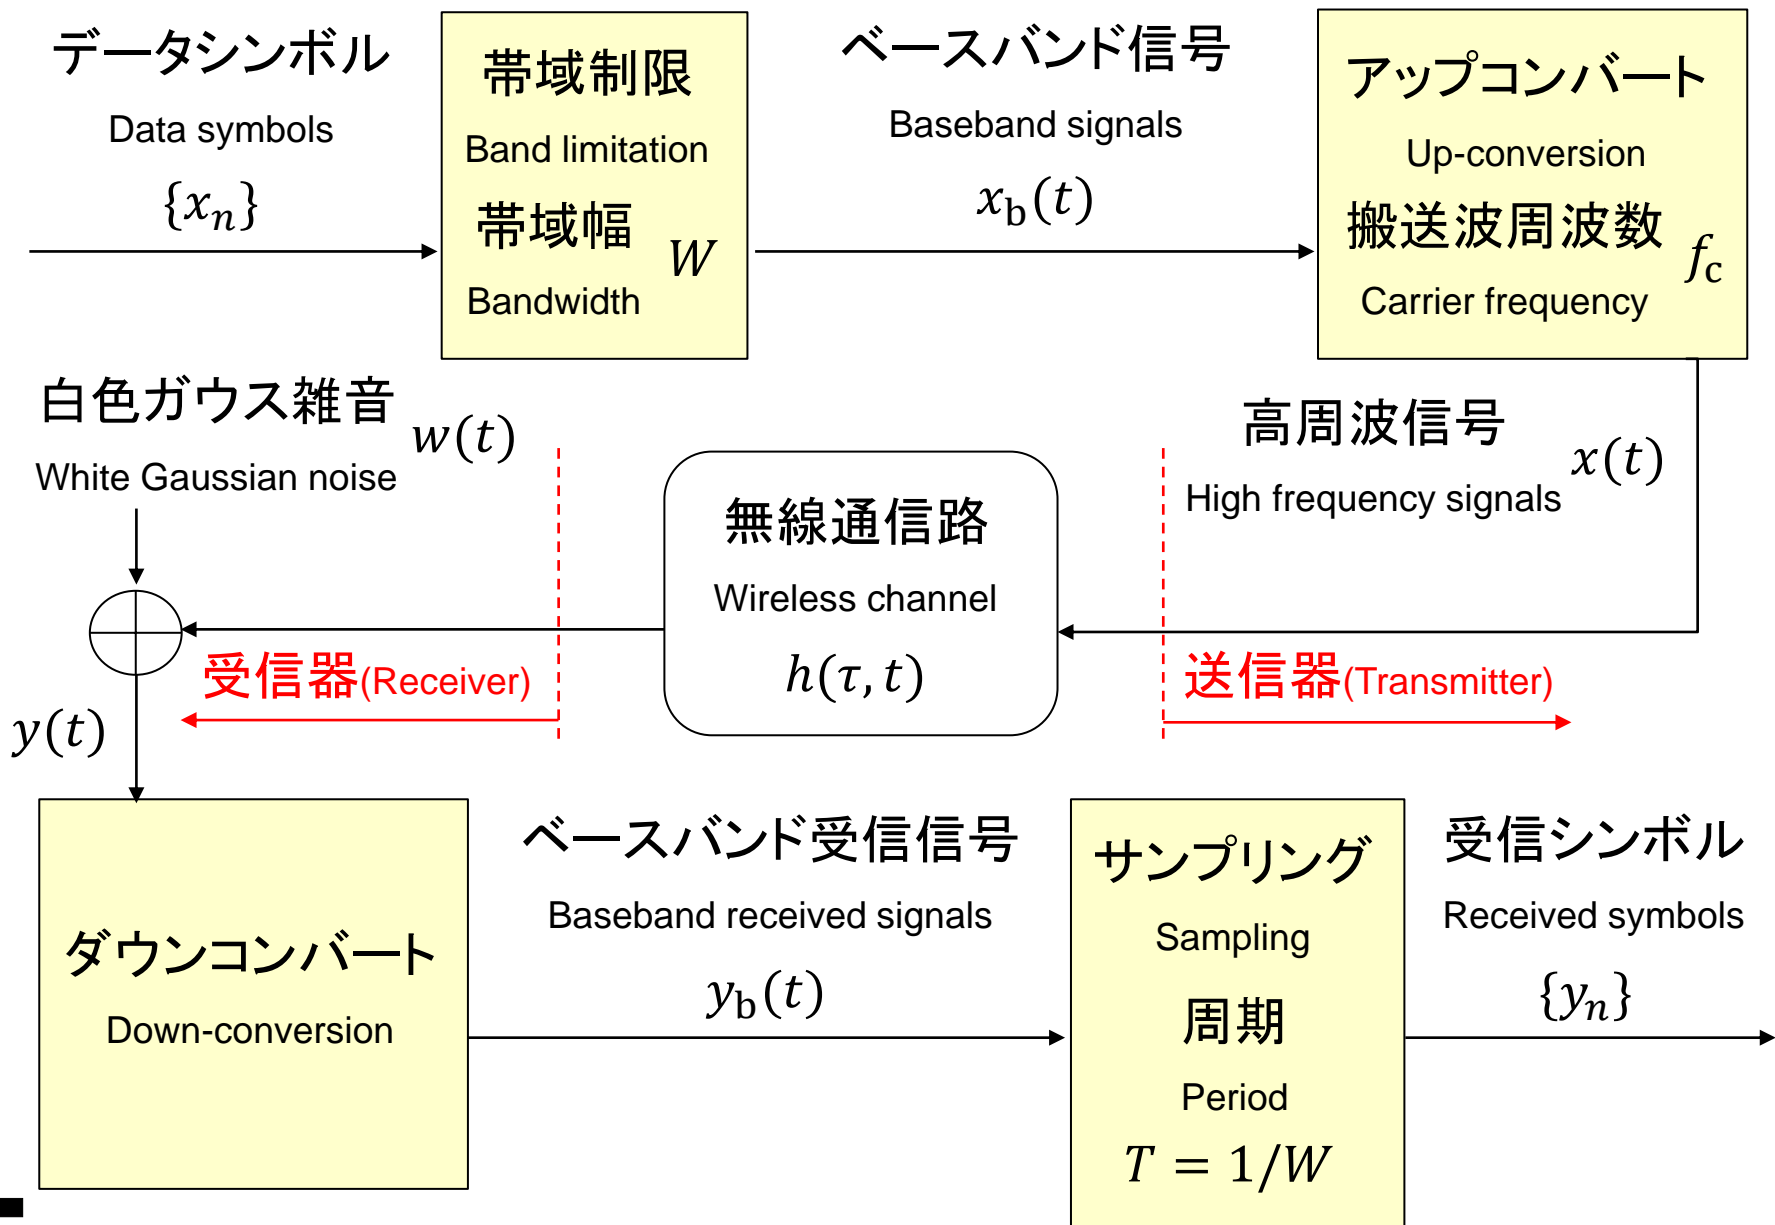 データシンボル
Data symbols
{xₙ}
帯域制限
Band limitation
帯域幅 W
Bandwidth
ベースバンド信号
Baseband signals
x_b(t)
アップコンバート
Up-conversion
搬送波周波数 f_c
Carrier frequency
白色ガウス雑音 w(t)
White Gaussian noise
無線通信路
Wireless channel
h(τ, t)
高周波信号 x(t)
High frequency signals
受信器(Receiver)
送信器(Transmitter)
y(t)
ダウンコンバート
Down-conversion
ベースバンド受信信号
Baseband received signals
y_b(t)
サンプリング
Sampling
周期
Period
T = 1/W
受信シンボル
Received symbols
{yₙ}